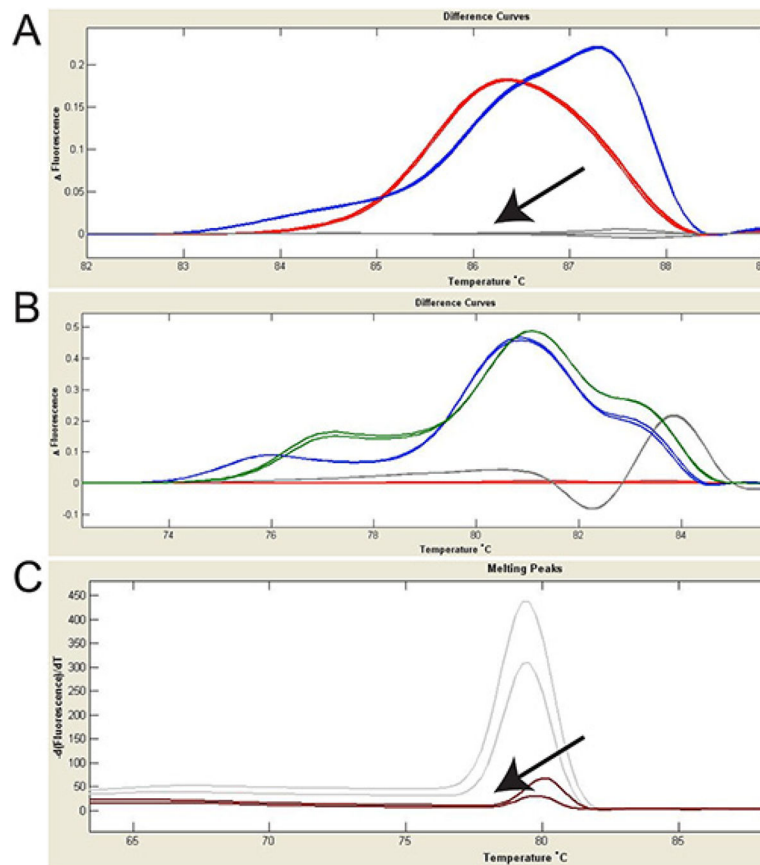 A
Difference Curves
Δ Fluorescence
0.2
0.15
0.1
0.05
0
82 83 84 85 86 87 88 8
Temperature °C
B
Difference Curves
Δ Fluorescence
0.5
0.4
0.3
0.2
0.1
0
-0.1
74 76 78 80 82 84
Temperature °C
C
Melting Peaks
-d(Fluorescence)/dT
450
400
350
300
250
200
150
100
50
0
65 70 75 80 85
Temperature °C